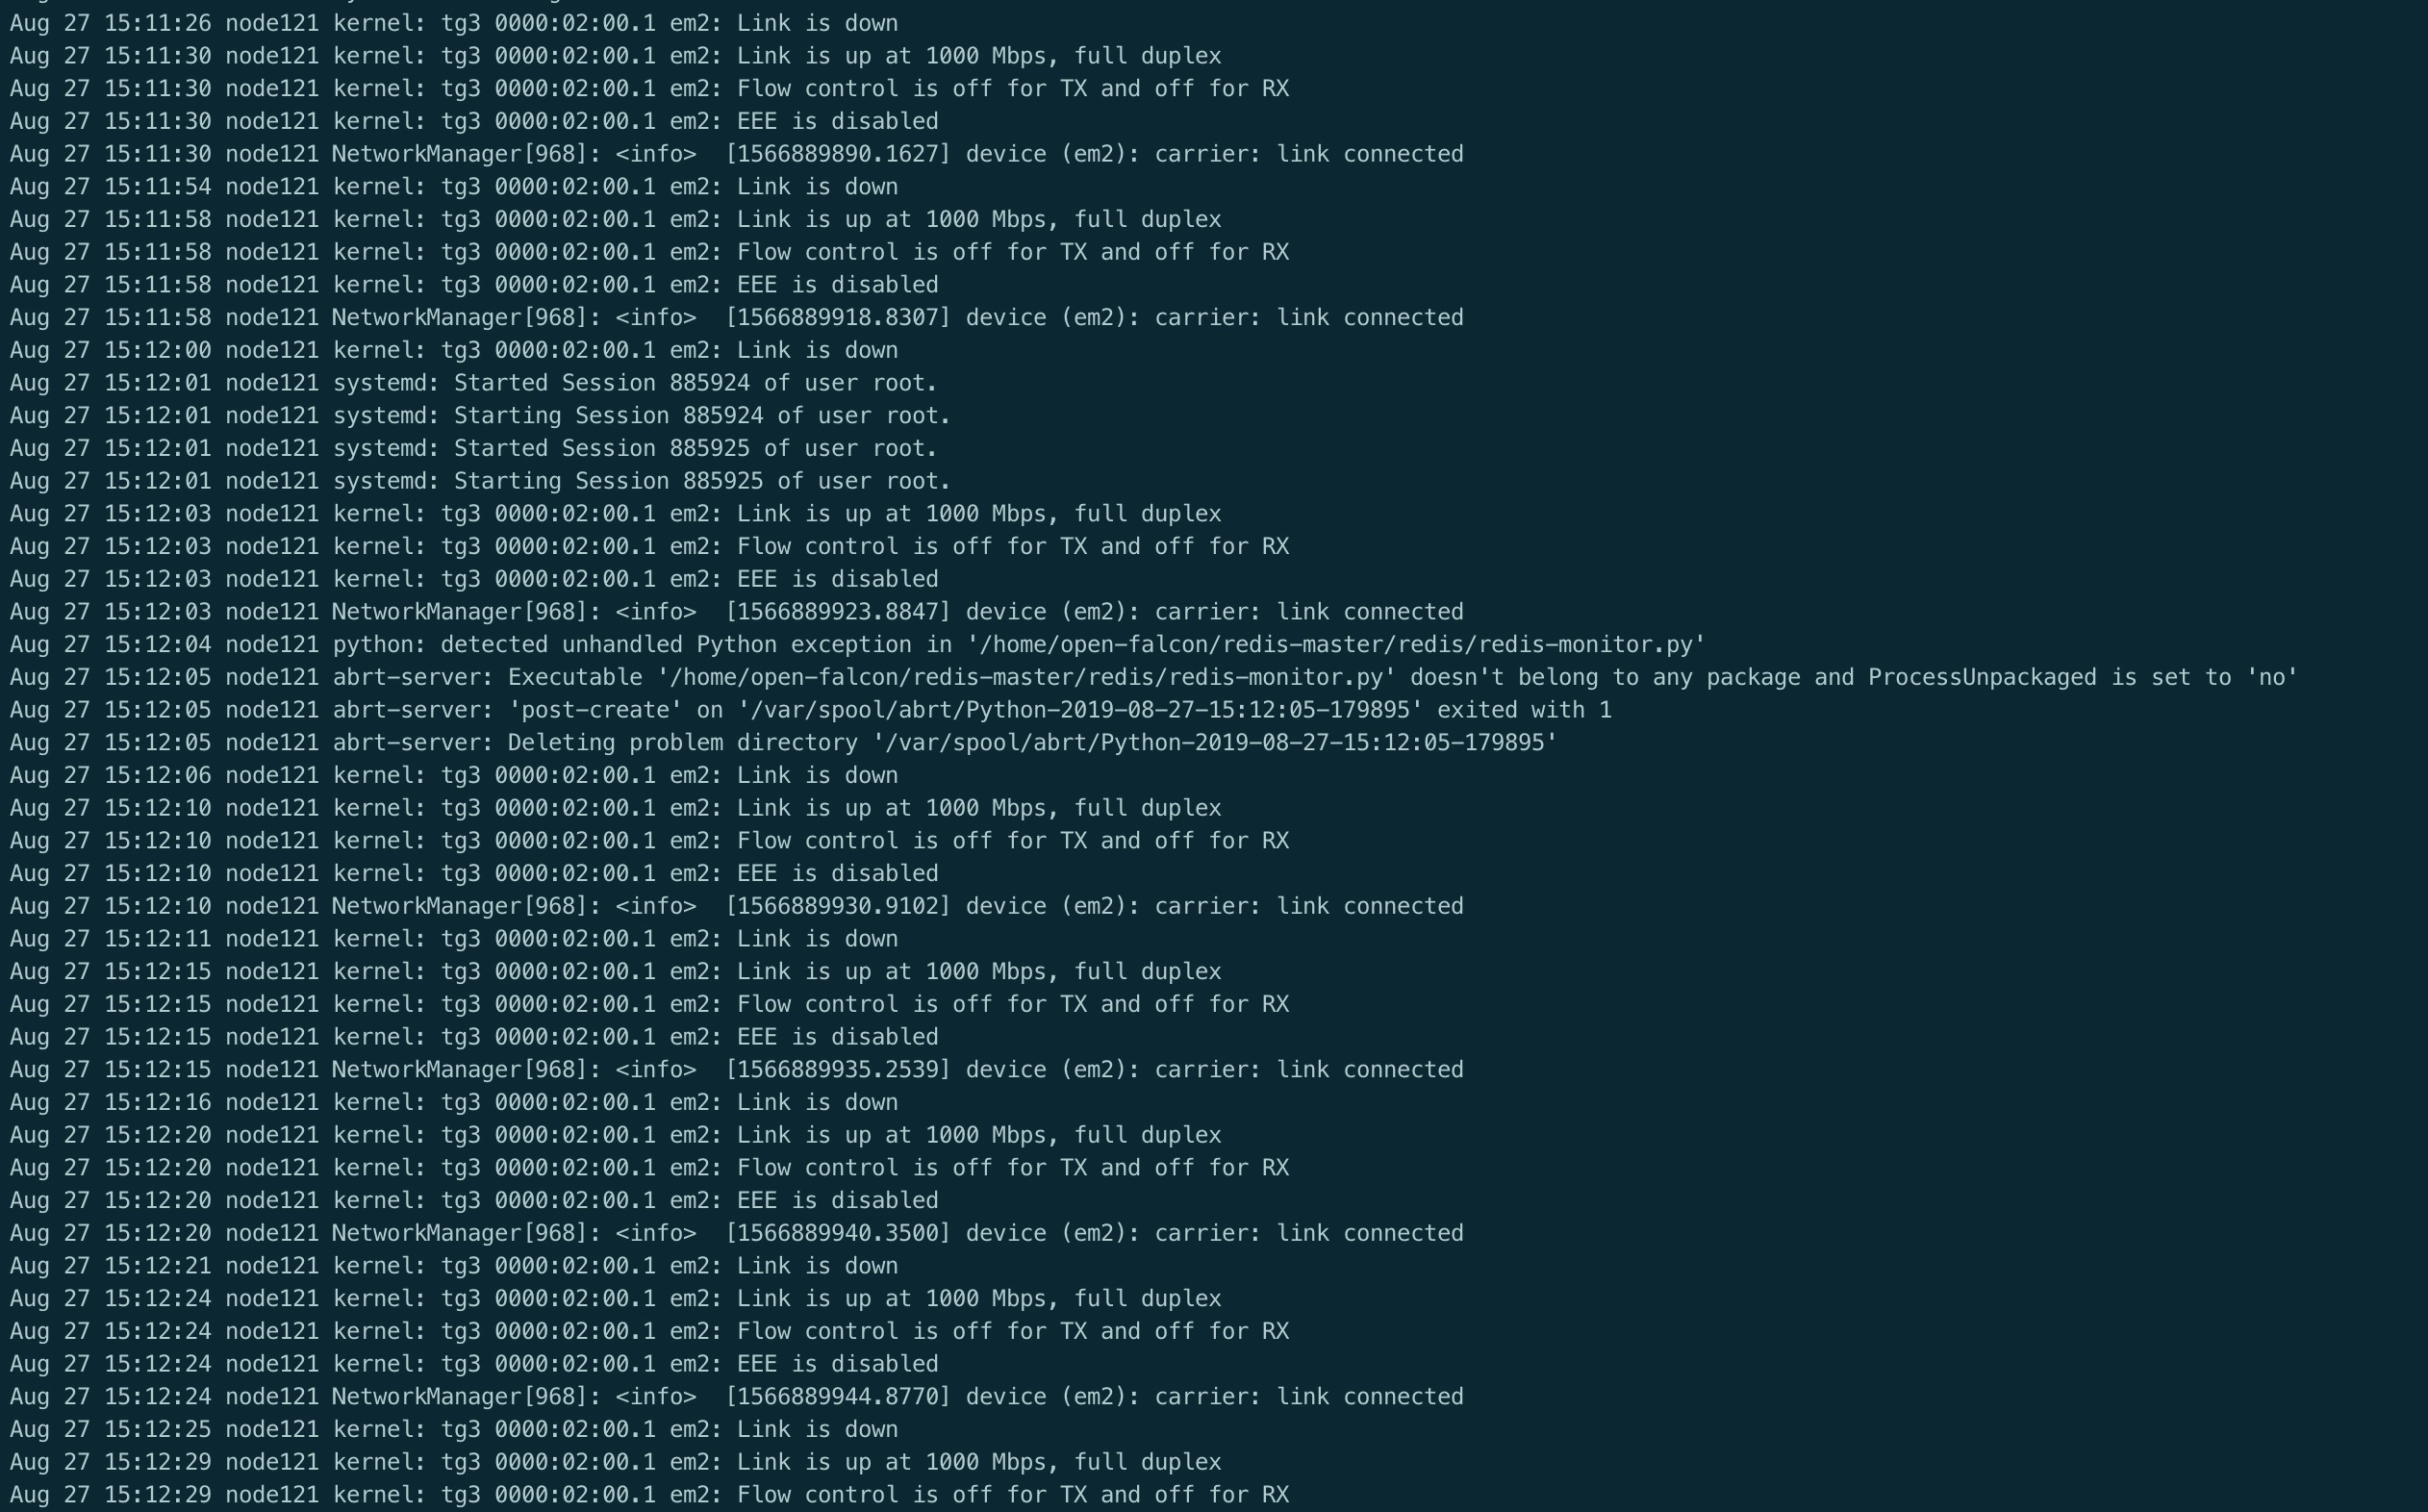 Aug 27 15:11:26 node121 kernel: tg3 0000:02:00.1 em2: Link is down
Aug 27 15:11:30 node121 kernel: tg3 0000:02:00.1 em2: Link is up at 1000 Mbps, full duplex
Aug 27 15:11:30 node121 kernel: tg3 0000:02:00.1 em2: Flow control is off for TX and off for RX
Aug 27 15:11:30 node121 kernel: tg3 0000:02:00.1 em2: EEE is disabled
Aug 27 15:11:30 node121 NetworkManager[968]: <info>  [1566889890.1627] device (em2): carrier: link connected
Aug 27 15:11:54 node121 kernel: tg3 0000:02:00.1 em2: Link is down
Aug 27 15:11:58 node121 kernel: tg3 0000:02:00.1 em2: Link is up at 1000 Mbps, full duplex
Aug 27 15:11:58 node121 kernel: tg3 0000:02:00.1 em2: Flow control is off for TX and off for RX
Aug 27 15:11:58 node121 kernel: tg3 0000:02:00.1 em2: EEE is disabled
Aug 27 15:11:58 node121 NetworkManager[968]: <info>  [1566889918.8307] device (em2): carrier: link connected
Aug 27 15:12:00 node121 kernel: tg3 0000:02:00.1 em2: Link is down
Aug 27 15:12:01 node121 systemd: Started Session 885924 of user root.
Aug 27 15:12:01 node121 systemd: Starting Session 885924 of user root.
Aug 27 15:12:01 node121 systemd: Started Session 885925 of user root.
Aug 27 15:12:01 node121 systemd: Starting Session 885925 of user root.
Aug 27 15:12:03 node121 kernel: tg3 0000:02:00.1 em2: Link is up at 1000 Mbps, full duplex
Aug 27 15:12:03 node121 kernel: tg3 0000:02:00.1 em2: Flow control is off for TX and off for RX
Aug 27 15:12:03 node121 kernel: tg3 0000:02:00.1 em2: EEE is disabled
Aug 27 15:12:03 node121 NetworkManager[968]: <info>  [1566889923.8847] device (em2): carrier: link connected
Aug 27 15:12:04 node121 python: detected unhandled Python exception in '/home/open-falcon/redis-master/redis/redis-monitor.py'
Aug 27 15:12:05 node121 abrt-server: Executable '/home/open-falcon/redis-master/redis/redis-monitor.py' doesn't belong to any package and ProcessUnpackaged is set to 'no'
Aug 27 15:12:05 node121 abrt-server: 'post-create' on '/var/spool/abrt/Python-2019-08-27-15:12:05-179895' exited with 1
Aug 27 15:12:05 node121 abrt-server: Deleting problem directory '/var/spool/abrt/Python-2019-08-27-15:12:05-179895'
Aug 27 15:12:06 node121 kernel: tg3 0000:02:00.1 em2: Link is down
Aug 27 15:12:10 node121 kernel: tg3 0000:02:00.1 em2: Link is up at 1000 Mbps, full duplex
Aug 27 15:12:10 node121 kernel: tg3 0000:02:00.1 em2: Flow control is off for TX and off for RX
Aug 27 15:12:10 node121 kernel: tg3 0000:02:00.1 em2: EEE is disabled
Aug 27 15:12:10 node121 NetworkManager[968]: <info>  [1566889930.9102] device (em2): carrier: link connected
Aug 27 15:12:11 node121 kernel: tg3 0000:02:00.1 em2: Link is down
Aug 27 15:12:15 node121 kernel: tg3 0000:02:00.1 em2: Link is up at 1000 Mbps, full duplex
Aug 27 15:12:15 node121 kernel: tg3 0000:02:00.1 em2: Flow control is off for TX and off for RX
Aug 27 15:12:15 node121 kernel: tg3 0000:02:00.1 em2: EEE is disabled
Aug 27 15:12:15 node121 NetworkManager[968]: <info>  [1566889935.2539] device (em2): carrier: link connected
Aug 27 15:12:16 node121 kernel: tg3 0000:02:00.1 em2: Link is down
Aug 27 15:12:20 node121 kernel: tg3 0000:02:00.1 em2: Link is up at 1000 Mbps, full duplex
Aug 27 15:12:20 node121 kernel: tg3 0000:02:00.1 em2: Flow control is off for TX and off for RX
Aug 27 15:12:20 node121 kernel: tg3 0000:02:00.1 em2: EEE is disabled
Aug 27 15:12:20 node121 NetworkManager[968]: <info>  [1566889940.3500] device (em2): carrier: link connected
Aug 27 15:12:21 node121 kernel: tg3 0000:02:00.1 em2: Link is down
Aug 27 15:12:24 node121 kernel: tg3 0000:02:00.1 em2: Link is up at 1000 Mbps, full duplex
Aug 27 15:12:24 node121 kernel: tg3 0000:02:00.1 em2: Flow control is off for TX and off for RX
Aug 27 15:12:24 node121 kernel: tg3 0000:02:00.1 em2: EEE is disabled
Aug 27 15:12:24 node121 NetworkManager[968]: <info>  [1566889944.8770] device (em2): carrier: link connected
Aug 27 15:12:25 node121 kernel: tg3 0000:02:00.1 em2: Link is down
Aug 27 15:12:29 node121 kernel: tg3 0000:02:00.1 em2: Link is up at 1000 Mbps, full duplex
Aug 27 15:12:29 node121 kernel: tg3 0000:02:00.1 em2: Flow control is off for TX and off for RX